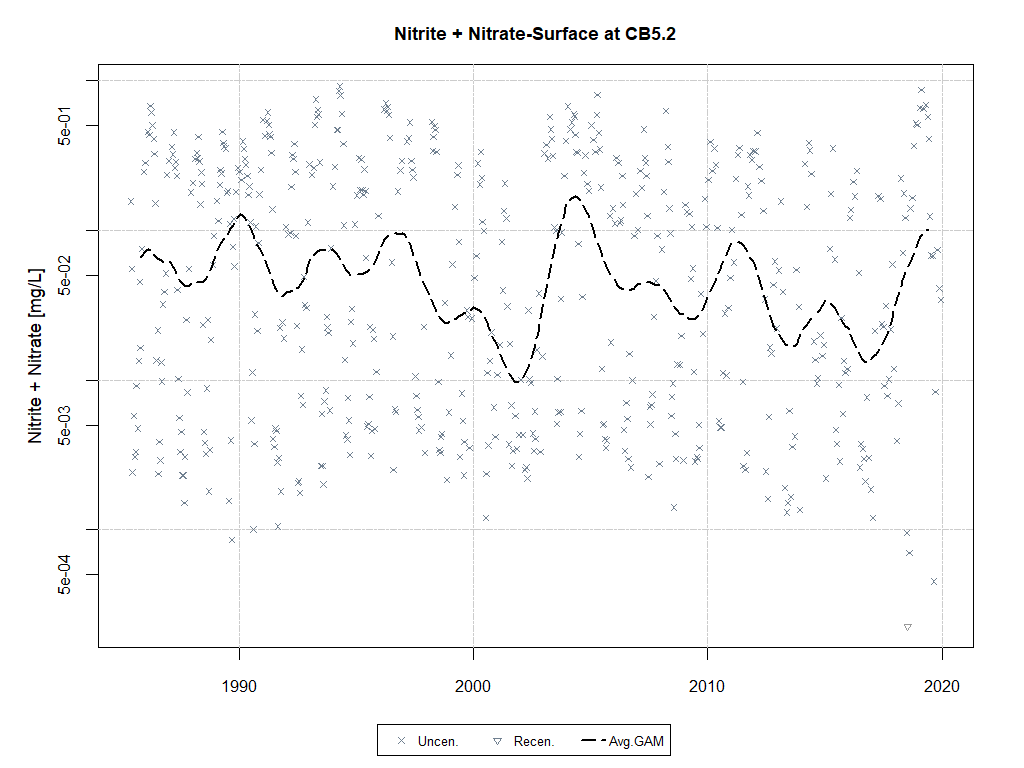 Nitrite + Nitrate-Surface at CB5.2
Nitrite + Nitrate [mg/L]
5e-01
5e-02
5e-03
5e-04
1990 2000 2010 2020
Uncen. Recen. Avg.GAM